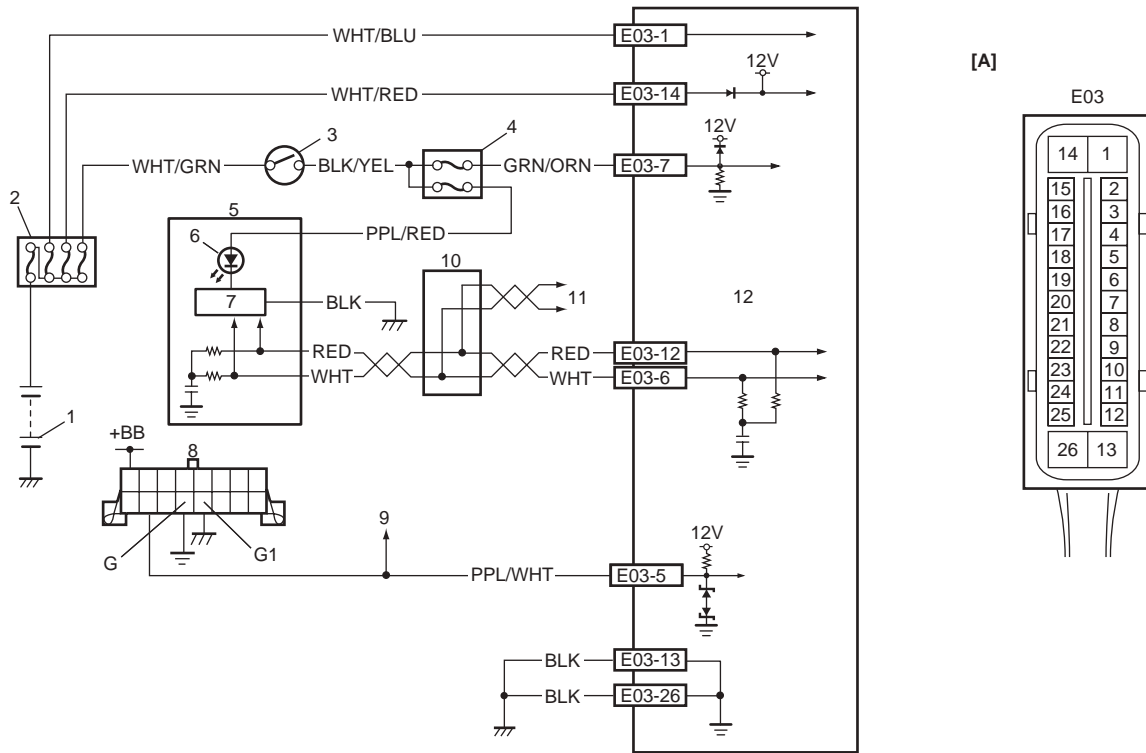 WHT/BLU E03-1
12V
[A]
WHT/RED E03-14
E03
3 4 12V
WHT/GRN BLK/YEL GRN/ORN E03-7
14 1
2 5
15 2
6 PPL/RED
16 3
17 4
10
18 5
7 BLK 11 12
19 6
20 7
21 8
RED RED E03-12
22 9
WHT WHT E03-6
23 10
24 11
1
25 12
+BB 8
26 13
9 12V
G G1 PPL/WHT E03-5
BLK E03-13
BLK E03-26